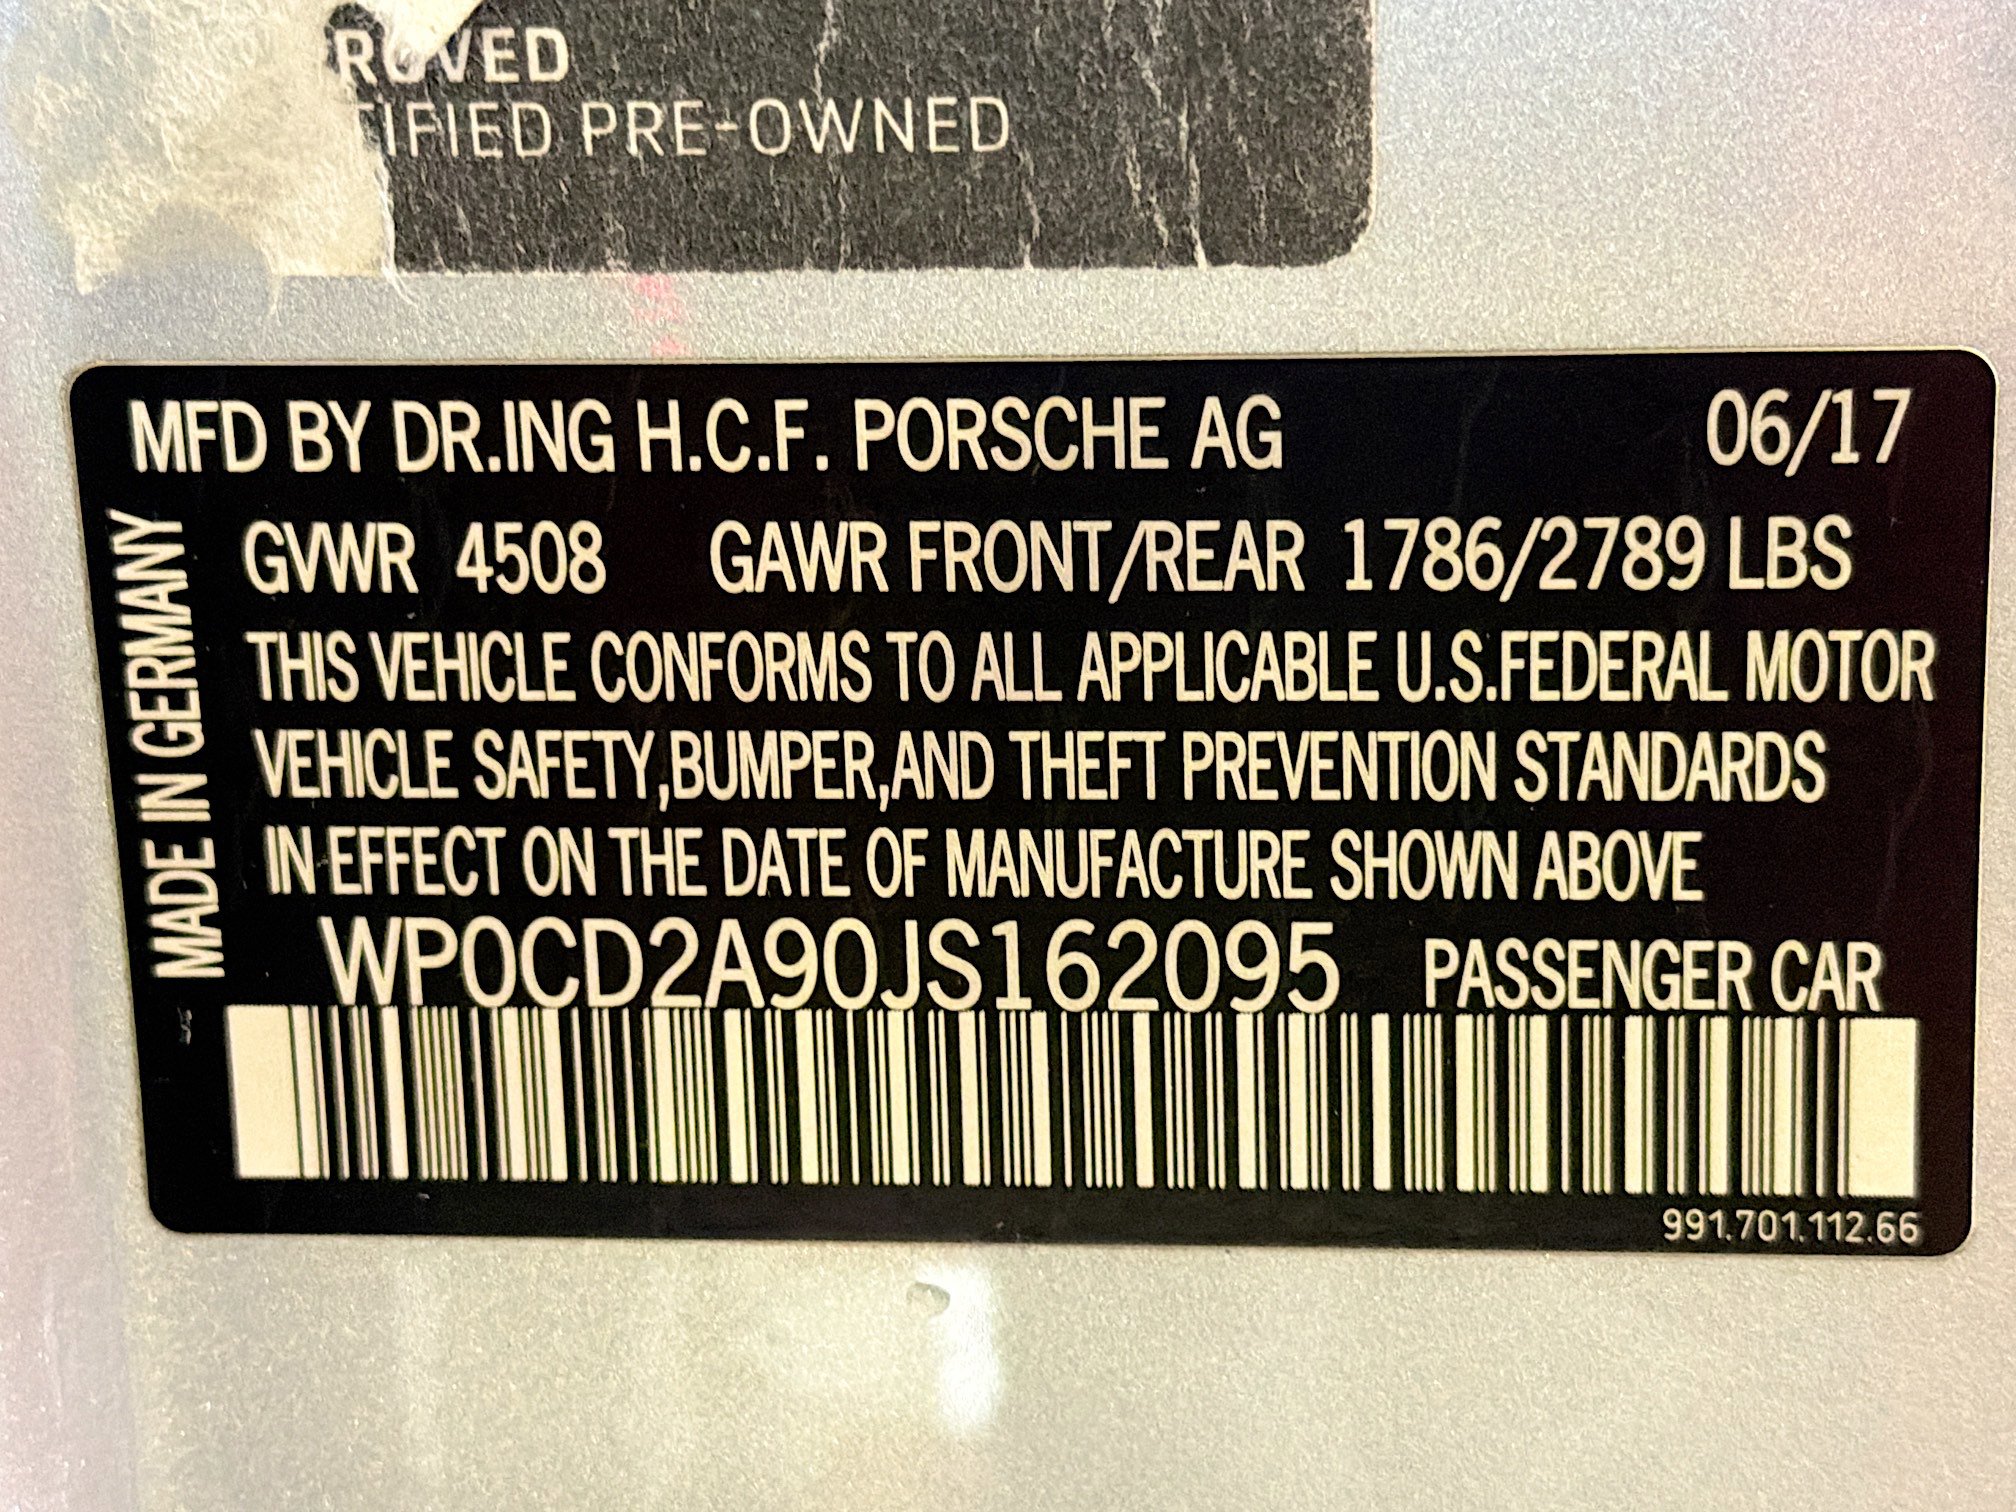 ROVED
TIFIED PRE-OWNED
MFD BY DR.ING H.C.F. PORSCHE AG 06/17
MADE IN GERMANY
GVWR 4508 GAWR FRONT/REAR 1786/2789 LBS
THIS VEHICLE CONFORMS TO ALL APPLICABLE U.S.FEDERAL MOTOR
VEHICLE SAFETY,BUMPER,AND THEFT PREVENTION STANDARDS
IN EFFECT ON THE DATE OF MANUFACTURE SHOWN ABOVE
WP0CD2A90JS162095 PASSENGER CAR
991.701.112.66